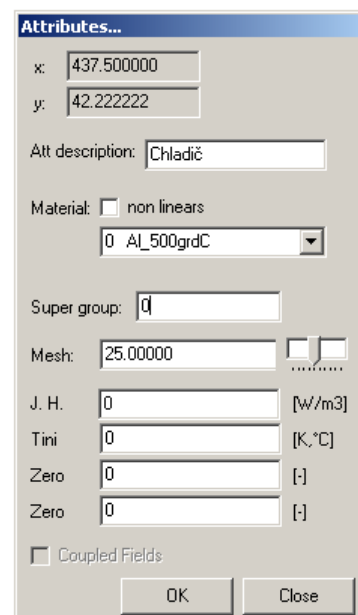 Attributes...
x: 437.500000
y: 42.222222
Att description: Chladič
Material: non linears
0 Al_500grdC
Super group: 0
Mesh: 25.00000
J. H. 0 [W/m3]
Tini 0 [K,°C]
Zero 0 [-]
Zero 0 [-]
Coupled Fields
OK Close